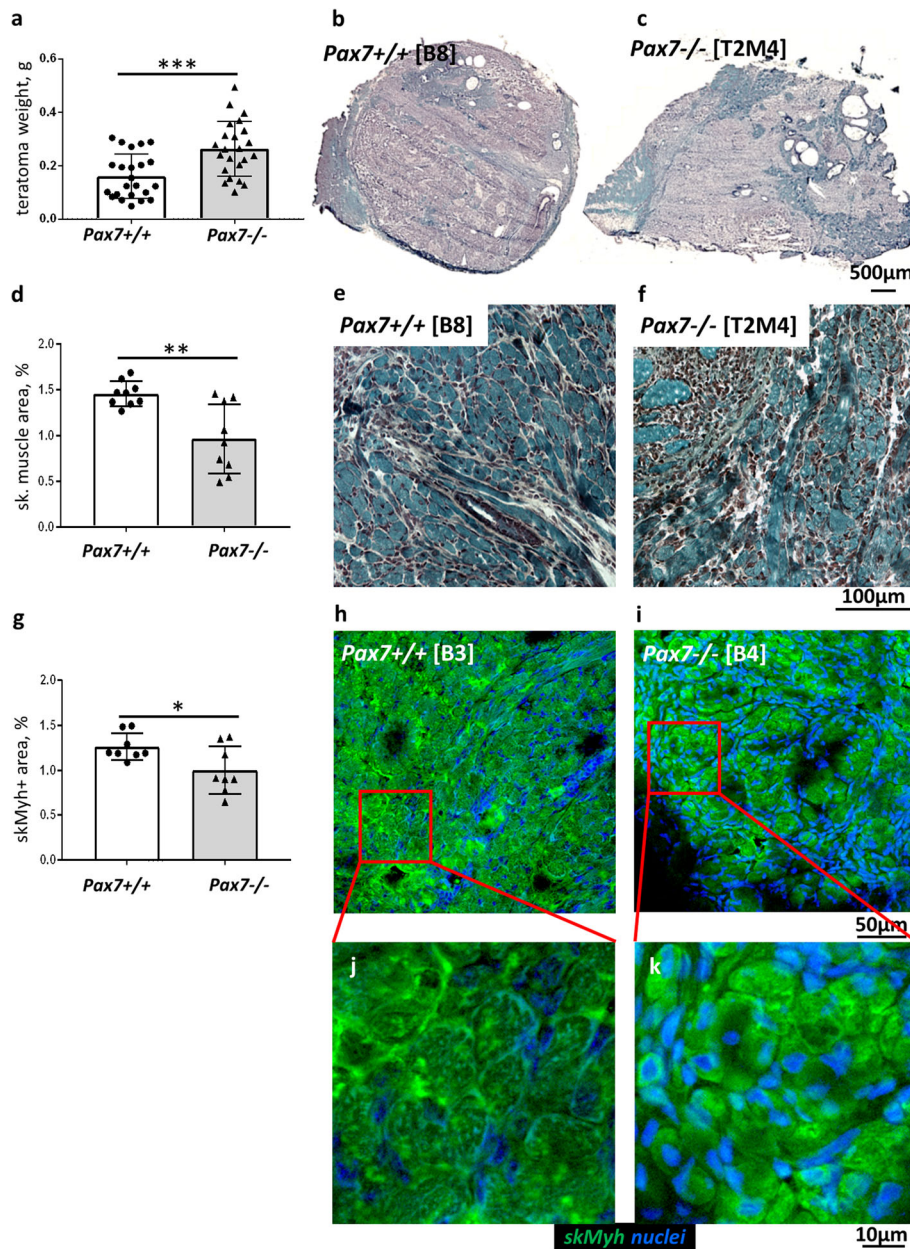 a
b
c
***
Pax7+/+ [B8]
Pax7-/- [T2M4]
teratoma weight, g
0.6
0.4
0.2
0.0
Pax7+/+
Pax7-/-
500µm
d
e
f
**
Pax7+/+ [B8]
Pax7-/- [T2M4]
sk. muscle area, %
2.0
1.5
1.0
0.5
0.0
Pax7+/+
Pax7-/-
100µm
g
h
i
*
Pax7+/+ [B3]
Pax7-/- [B4]
skMyh+ area, %
2.0
1.5
1.0
0.5
0.0
Pax7+/+
Pax7-/-
50µm
j
k
skMyh nuclei
10µm